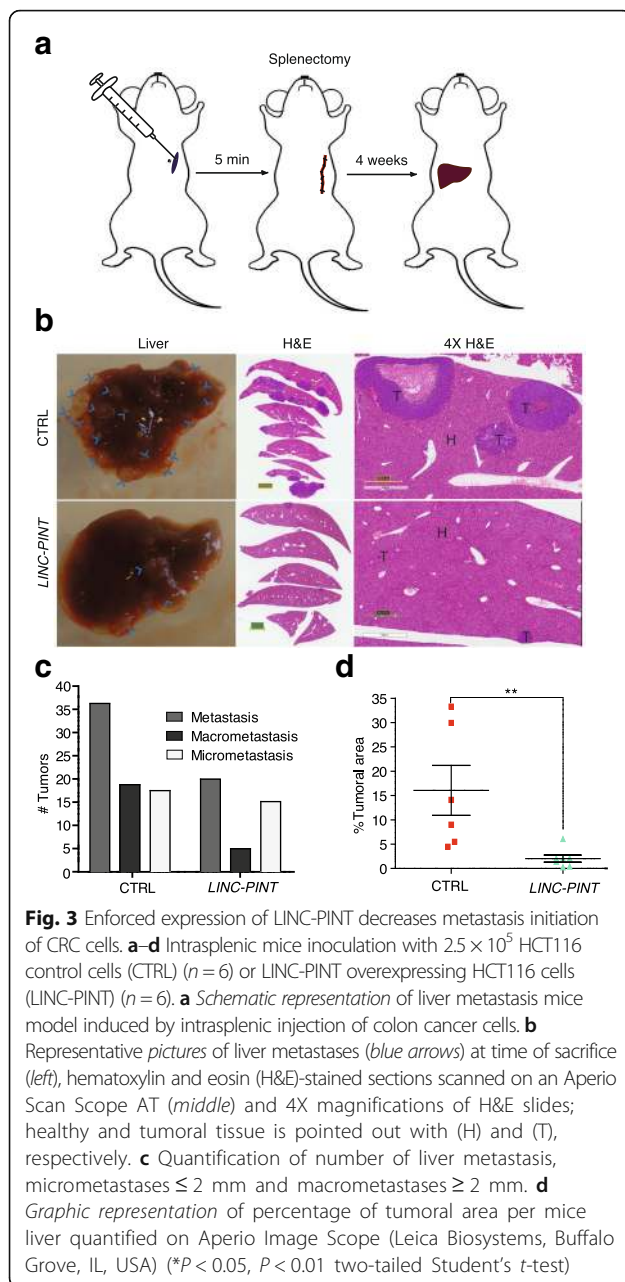 a
Splenectomy
5 min
4 weeks
b
Liver
H&E
4X H&E
CTRL
T
T
T
H
LINC-PINT
H
T
T
c
# Tumors
40
35
30
25
20
15
10
5
0
Metastasis
Macrometastasis
Micrometastasis
CTRL
LINC-PINT
d
% Tumoral area
35
30
25
20
15
10
5
0
**
CTRL
LINC-PINT
Fig. 3 Enforced expression of LINC-PINT decreases metastasis initiation
of CRC cells. a–d Intrasplenic mice inoculation with 2.5 × 10⁵ HCT116
control cells (CTRL) (n = 6) or LINC-PINT overexpressing HCT116 cells
(LINC-PINT) (n = 6). a Schematic representation of liver metastasis mice
model induced by intrasplenic injection of colon cancer cells. b
Representative pictures of liver metastases (blue arrows) at time of sacrifice
(left), hematoxylin and eosin (H&E)-stained sections scanned on an Aperio
Scan Scope AT (middle) and 4X magnifications of H&E slides;
healthy and tumoral tissue is pointed out with (H) and (T),
respectively. c Quantification of number of liver metastasis,
micrometastases ≤ 2 mm and macrometastases ≥ 2 mm. d
Graphic representation of percentage of tumoral area per mice
liver quantified on Aperio Image Scope (Leica Biosystems, Buffalo
Grove, IL, USA) (*P < 0.05, P < 0.01 two-tailed Student's t-test)